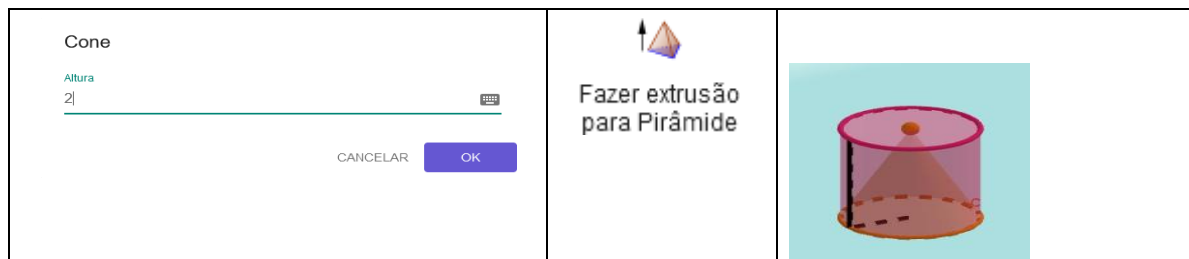 Cone
Altura
2
CANCELAR
OK
Fazer extrusão
para Pirâmide